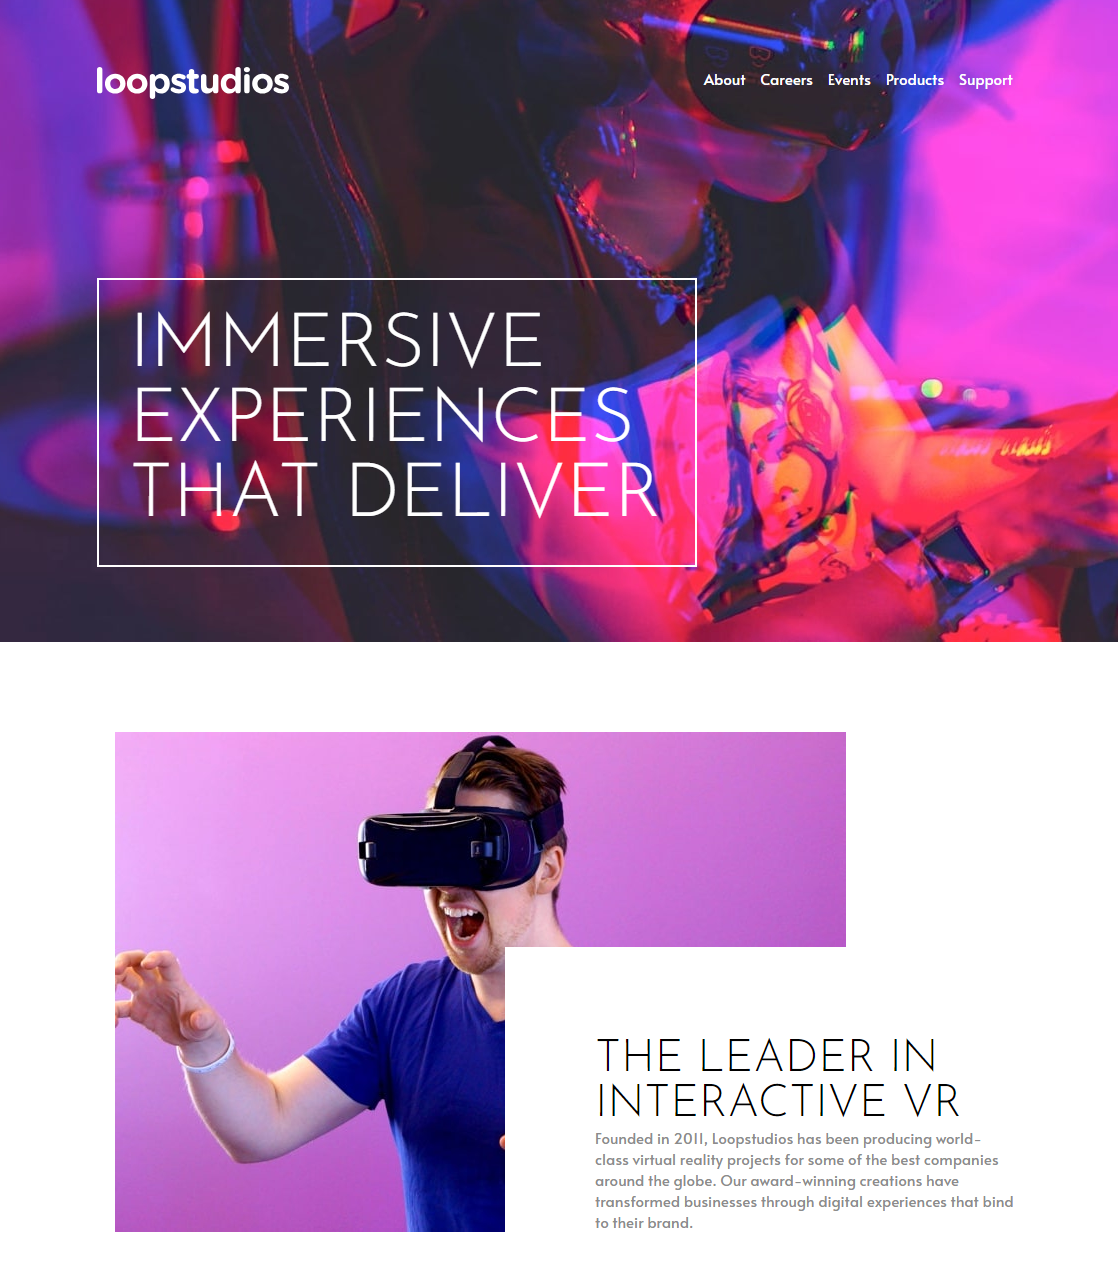 loopstudios
About Careers Events Products Support
IMMERSIVE
EXPERIENCES
THAT DELIVER
THE LEADER IN
INTERACTIVE VR
Founded in 2011, Loopstudios has been producing world-
class virtual reality projects for some of the best companies
around the globe. Our award-winning creations have
transformed businesses through digital experiences that bind
to their brand.